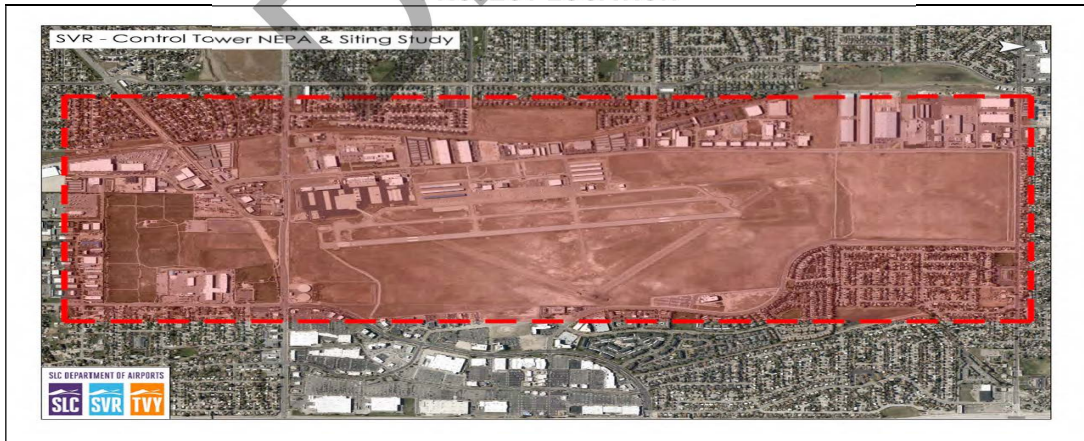 SVR - Control Tower NEPA & Siting Study
SLC DEPARTMENT OF AIRPORTS
SLC SVR TVY